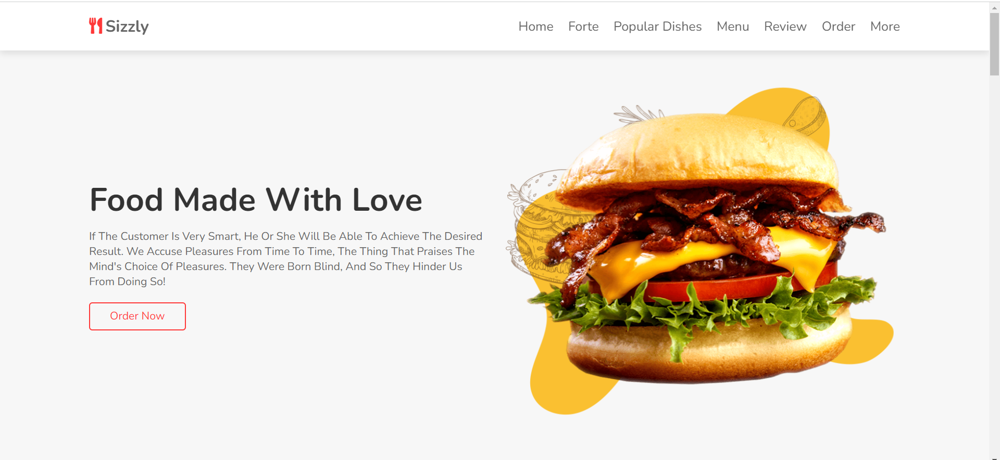 Sizzly
Home Forte Popular Dishes Menu Review Order More
Food Made With Love
If The Customer Is Very Smart, He Or She Will Be Able To Achieve The Desired
Result. We Accuse Pleasures From Time To Time, The Thing That Praises The
Mind's Choice Of Pleasures. They Were Born Blind, And So They Hinder Us
From Doing So!
Order Now